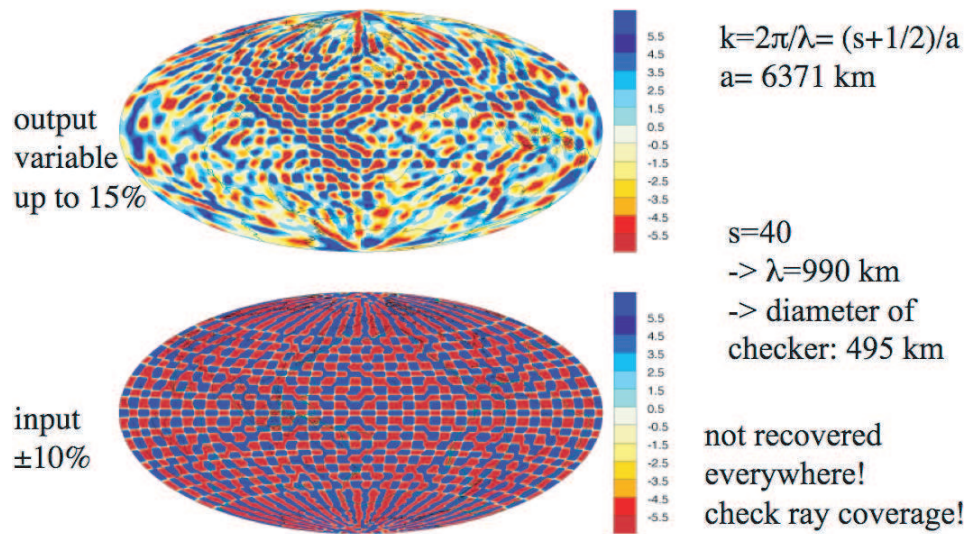 output
variable
up to 15%
5.5
4.5
3.5
2.5
1.5
0.5
-0.5
-1.5
-2.5
-3.5
-4.5
-5.5
k=2π/λ= (s+1/2)/a
a= 6371 km
s=40
-> λ=990 km
-> diameter of
checker: 495 km
input
±10%
5.5
4.5
3.5
2.5
1.5
0.5
-0.5
-1.5
-2.5
-3.5
-4.5
-5.5
not recovered
everywhere!
check ray coverage!